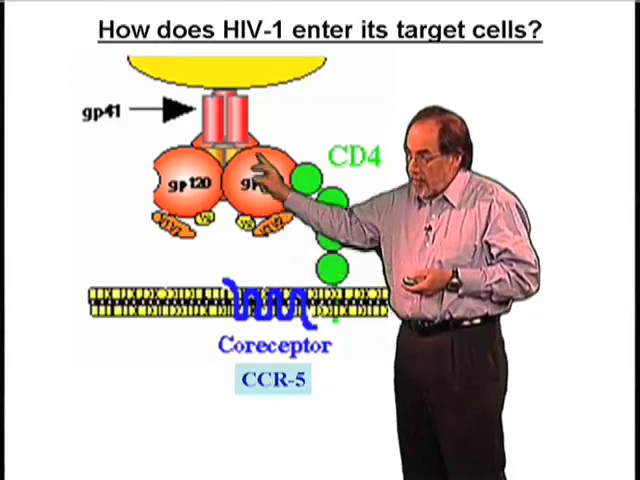 How does HIV-1 enter its target cells?
gp41
CD4
gp120
Coreceptor
CCR-5